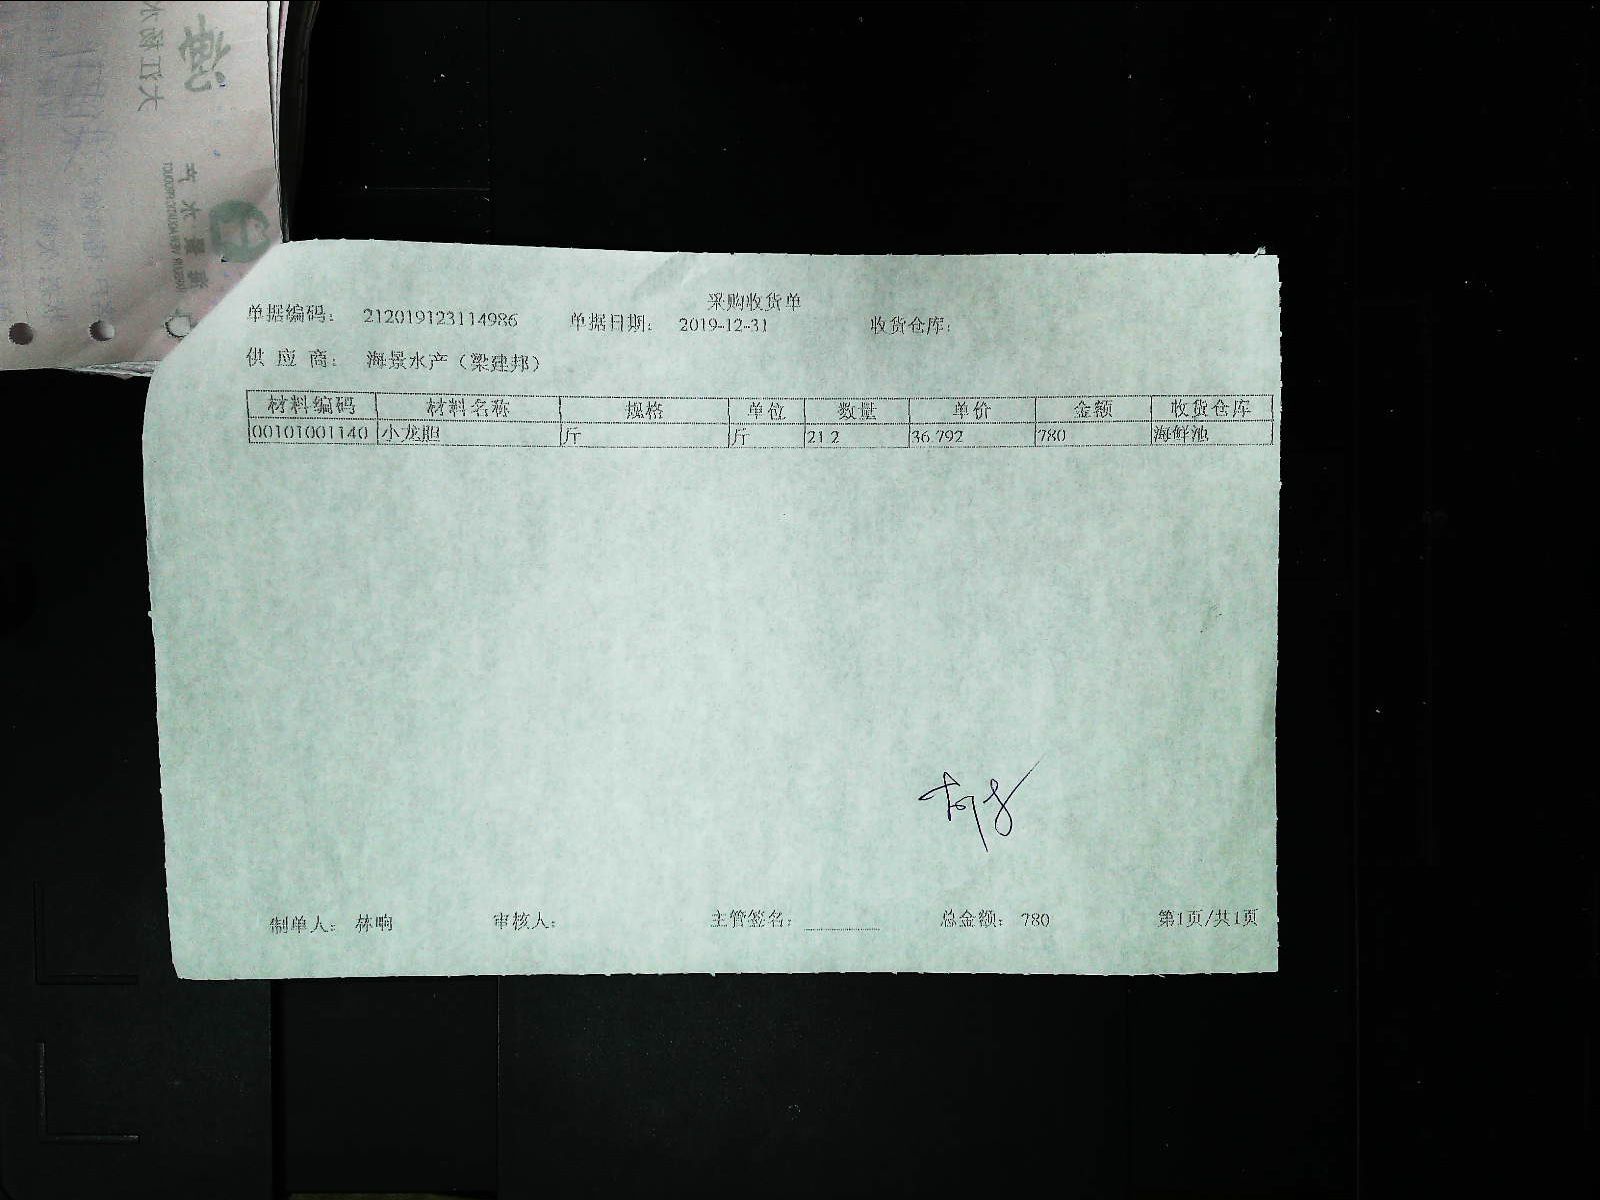 采购收货单
单据编码： 212019123114986 单据日期： 2019-12-31 收货仓库：
供 应 商： 海景水产（梁建邦）
材料编码 材料名称 规格 单位 数量 单价 金额 收货仓库
00101001140 小龙胆 斤 斤 21.2 36.792 780 海鲜池
制单人： 林响 审核人： 主管签名： 总金额： 780 第1页/共1页